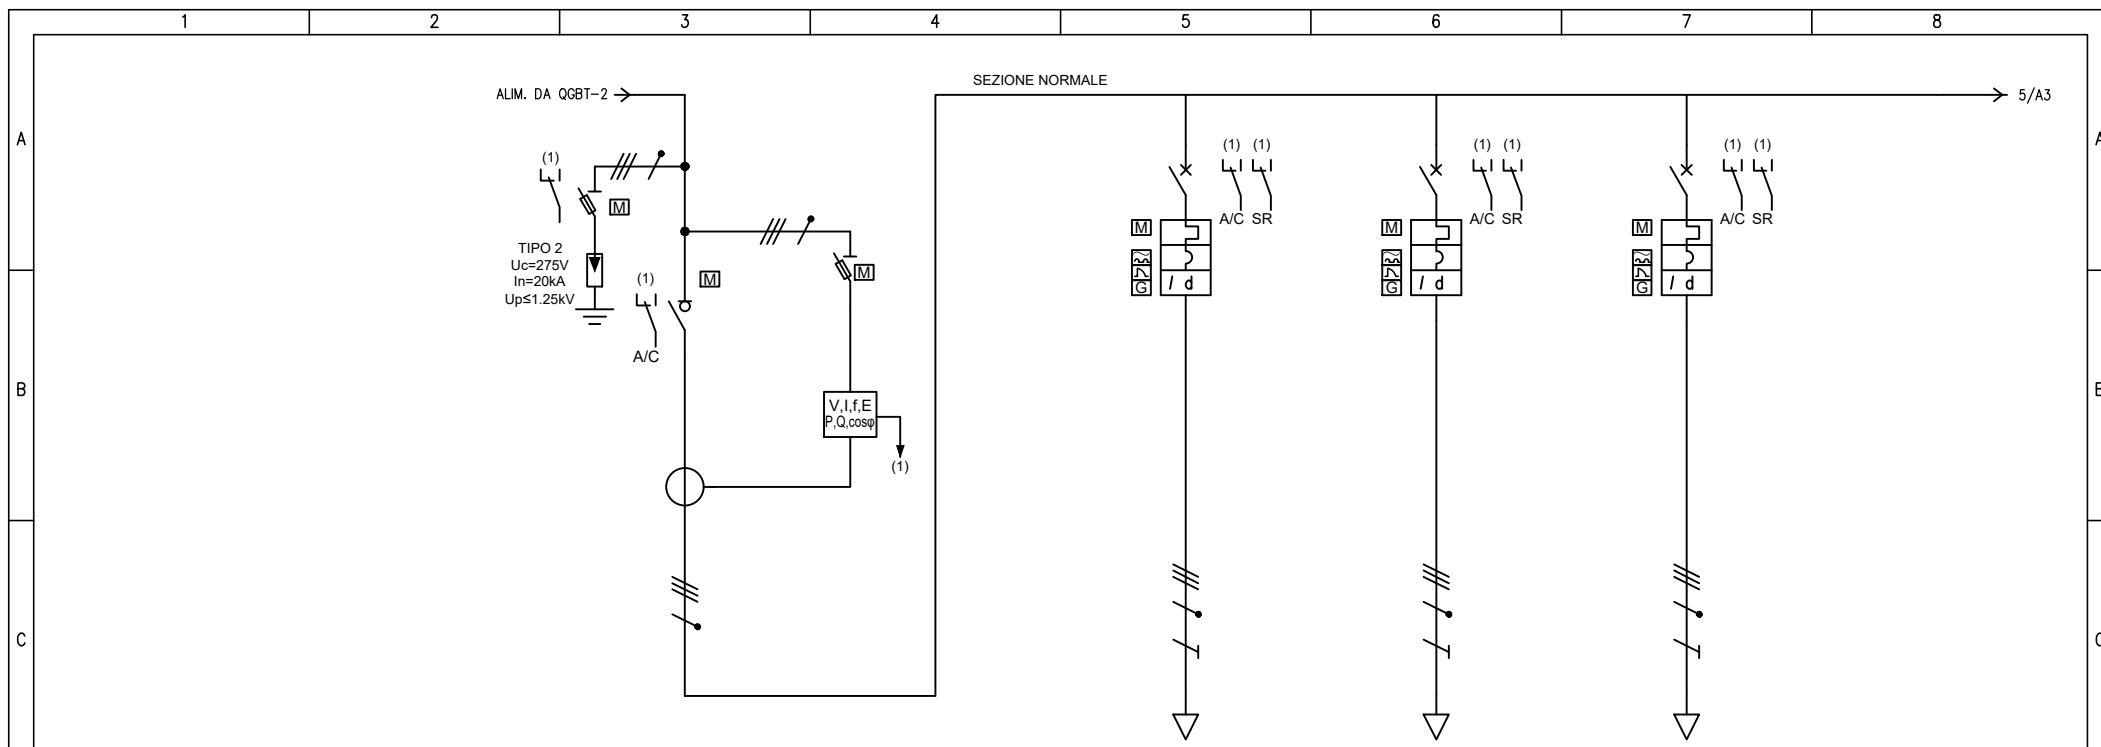 1 2 3 4 5 6 7 8
SEZIONE NORMALE
ALIM. DA QGBT-2
5/A3
A
A
(1)
(1) (1)
(1) (1)
(1) (1)
M
A/C SR
A/C SR
A/C SR
M
M
M
TIPO 2
Uc=275V
In=20kA
Up≤1.25kV
(1)
M
M
G
I d
G
I d
G
I d
A/C
B
B
V,I,f,E
P,Q,cosφ
(1)
C
C